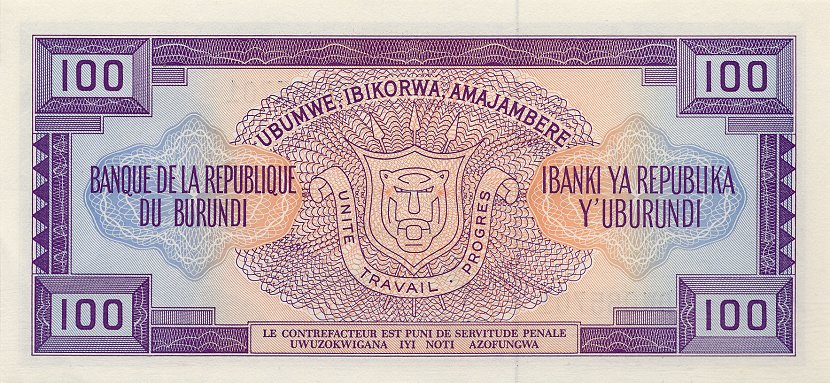 100
100
UBUMWE, IBIKORWA, AMAJAMBERE
BANQUE DE LA REPUBLIQUE
DU BURUNDI
IBANKI YA REPUBLIKA
Y'UBURUNDI
UNITE TRAVAIL · PROGRES
100
100
LE CONTREFACTEUR EST PUNI DE SERVITUDE PENALE
UWUZOKWIGANA IYI NOTI AZOFUNGWA